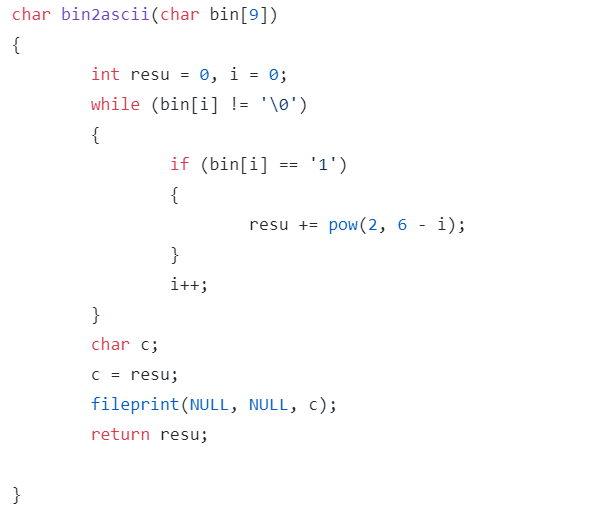 char bin2ascii(char bin[9])
{
        int resu = 0, i = 0;
        while (bin[i] != '\0')
        {
                if (bin[i] == '1')
                {
                        resu += pow(2, 6 - i);
                }
                i++;
        }
        char c;
        c = resu;
        fileprint(NULL, NULL, c);
        return resu;

}